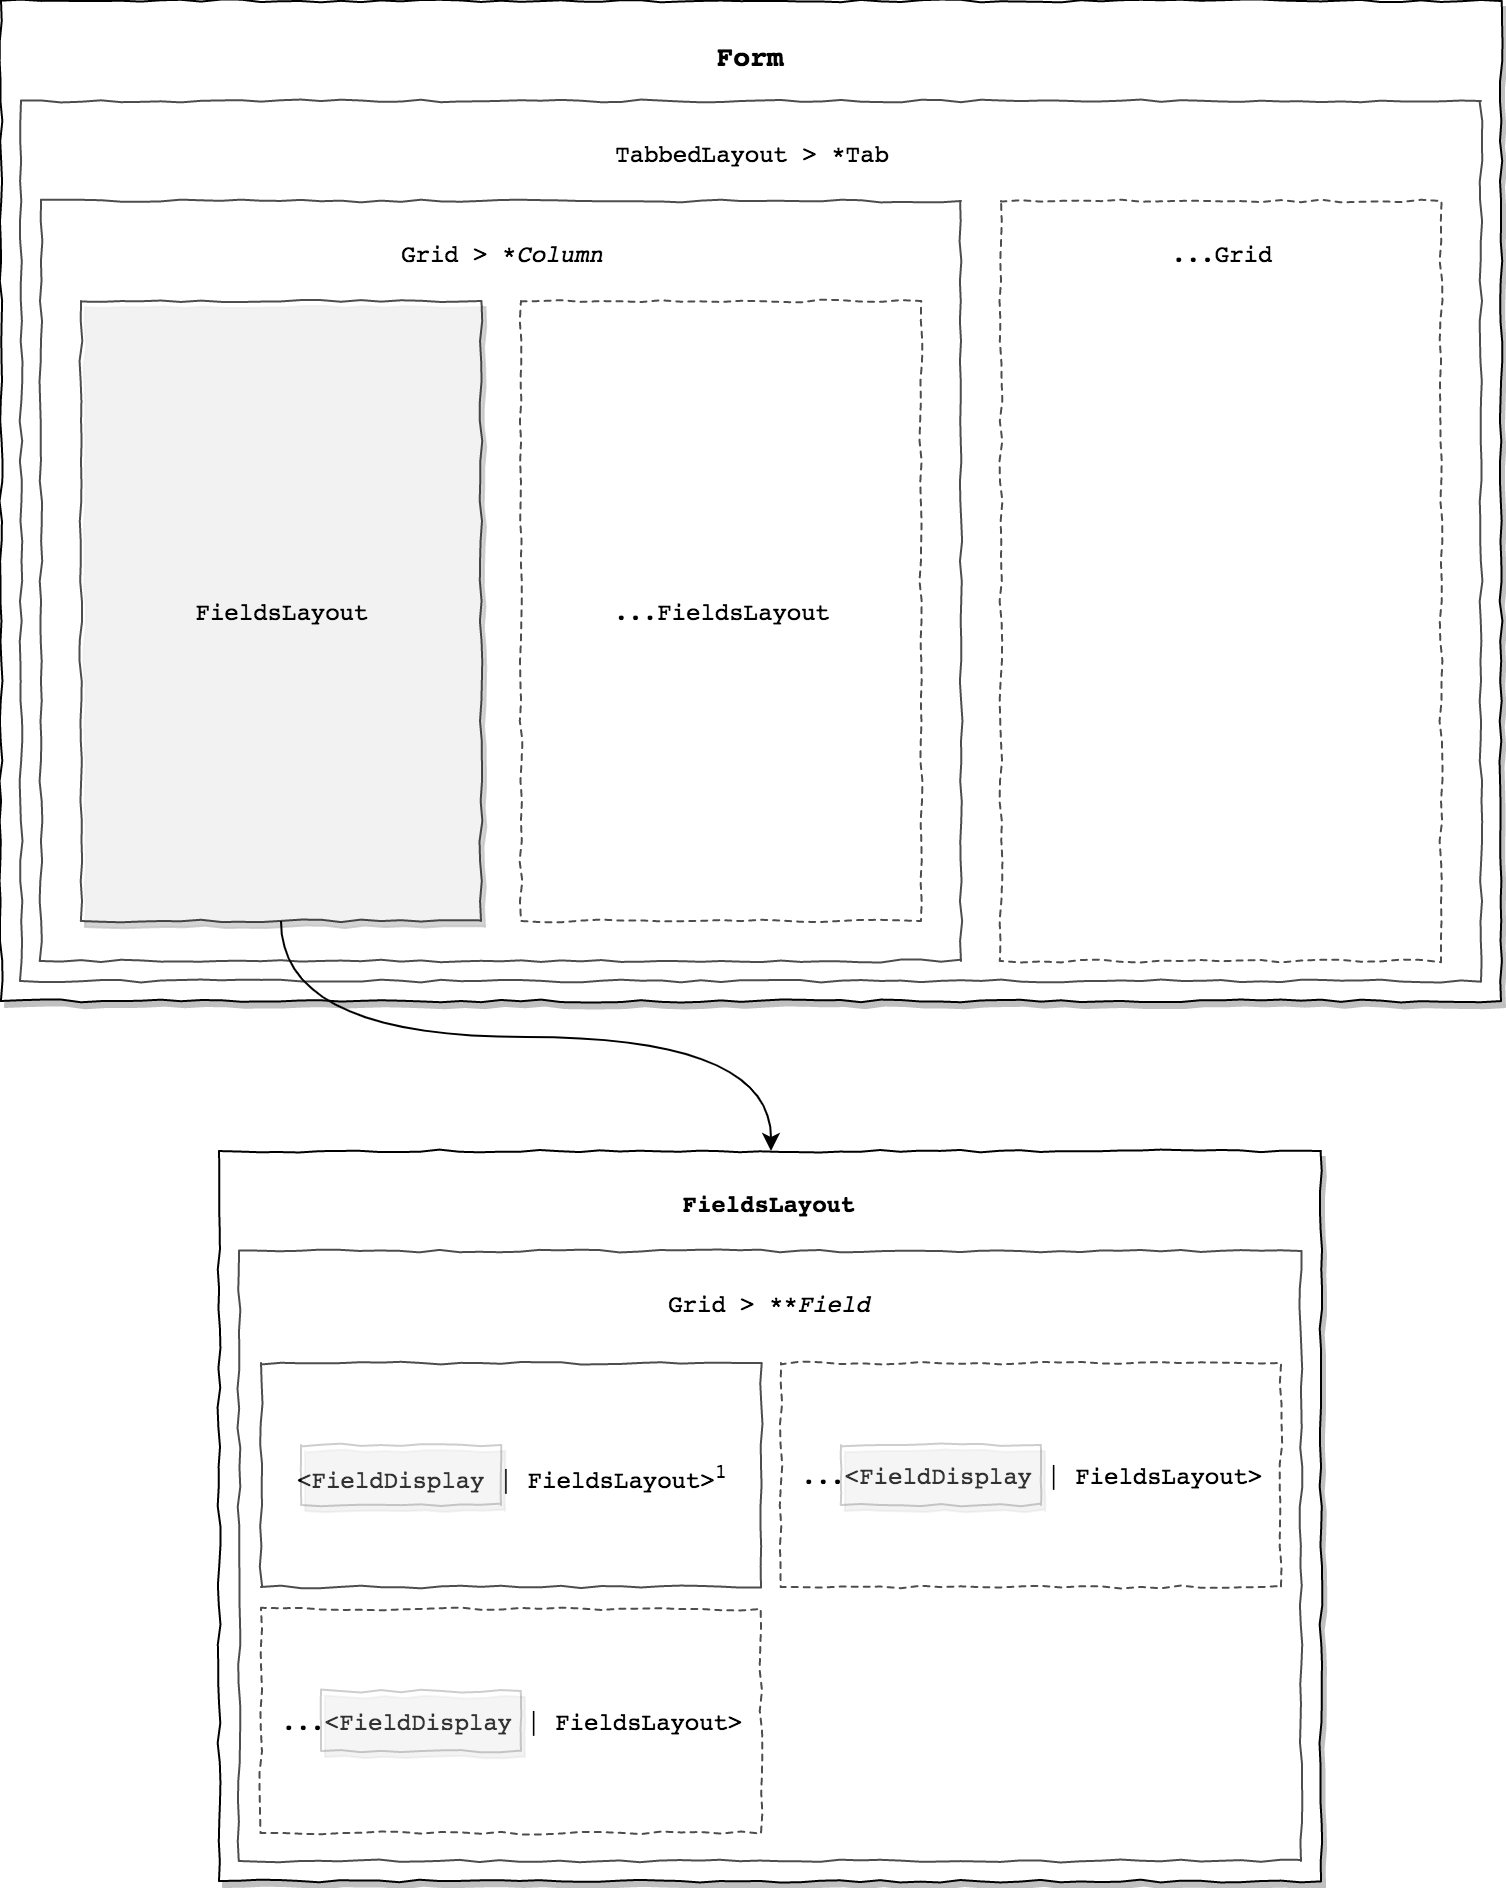 Form
TabbedLayout > *Tab
Grid > *Column
...Grid
FieldsLayout
...FieldsLayout
FieldsLayout
Grid > **Field
<FieldDisplay | FieldsLayout>1
...<FieldDisplay | FieldsLayout>
...<FieldDisplay | FieldsLayout>